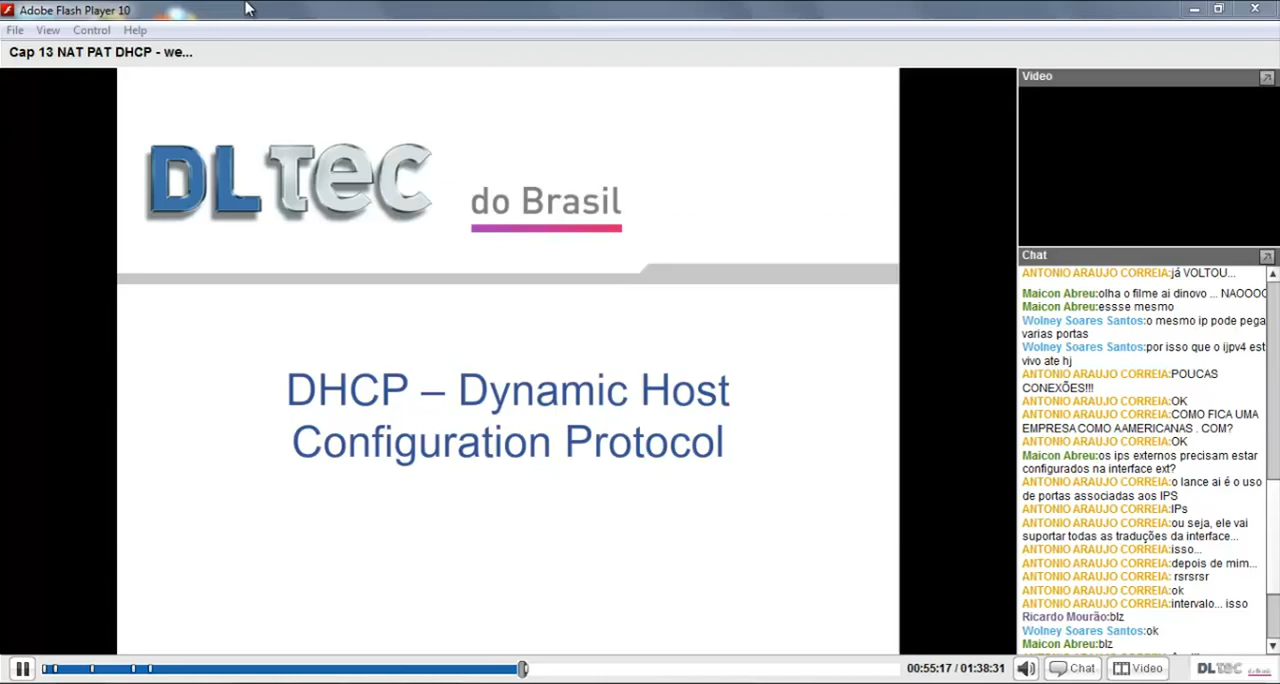 Adobe Flash Player 10
File View Control Help
Cap 13 NAT PAT DHCP - we...
DLTEC
do Brasil
DHCP – Dynamic Host
Configuration Protocol
Video
Chat
ANTONIO ARAUJO CORREIA:já VOLTOU...
Maicon Abreu:olha o filme ai dinovo ... NAOOOO
Maicon Abreu:essse mesmo
Wolney Soares Santos:o mesmo ip pode pega
varias portas
Wolney Soares Santos:por isso que o ijpv4 est
vivo ate hj
ANTONIO ARAUJO CORREIA:POUCAS
CONEXÕES!!!
ANTONIO ARAUJO CORREIA:OK
ANTONIO ARAUJO CORREIA:COMO FICA UMA
EMPRESA COMO AAMERICANAS . COM?
ANTONIO ARAUJO CORREIA:OK
Maicon Abreu:os ips externos precisam estar
configurados na interface ext?
ANTONIO ARAUJO CORREIA:o lance ai é o uso
de portas associadas aos IPS
ANTONIO ARAUJO CORREIA:IPs
ANTONIO ARAUJO CORREIA:ou seja, ele vai
suportar todas as traduções da interface...
ANTONIO ARAUJO CORREIA:isso...
ANTONIO ARAUJO CORREIA:depois de mim...
ANTONIO ARAUJO CORREIA: rsrsrsr
ANTONIO ARAUJO CORREIA:ok
ANTONIO ARAUJO CORREIA:intervalo... isso
Ricardo Mourão:blz
Wolney Soares Santos:ok
Maicon Abreu:blz
00:55:17 / 01:38:31
Chat
Video
DLTEC do Brasil